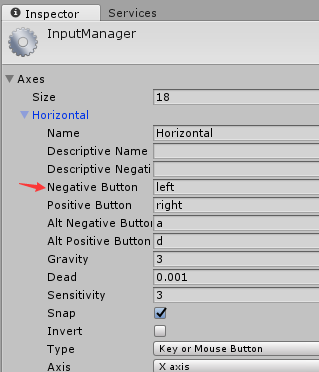 Inspector Services
InputManager
Axes
Size 18
Horizontal
Name Horizontal
Descriptive Name
Descriptive Negati
Negative Button left
Positive Button right
Alt Negative Button a
Alt Positive Button d
Gravity 3
Dead 0.001
Sensitivity 3
Snap
Invert
Type Key or Mouse Button
Axis X axis